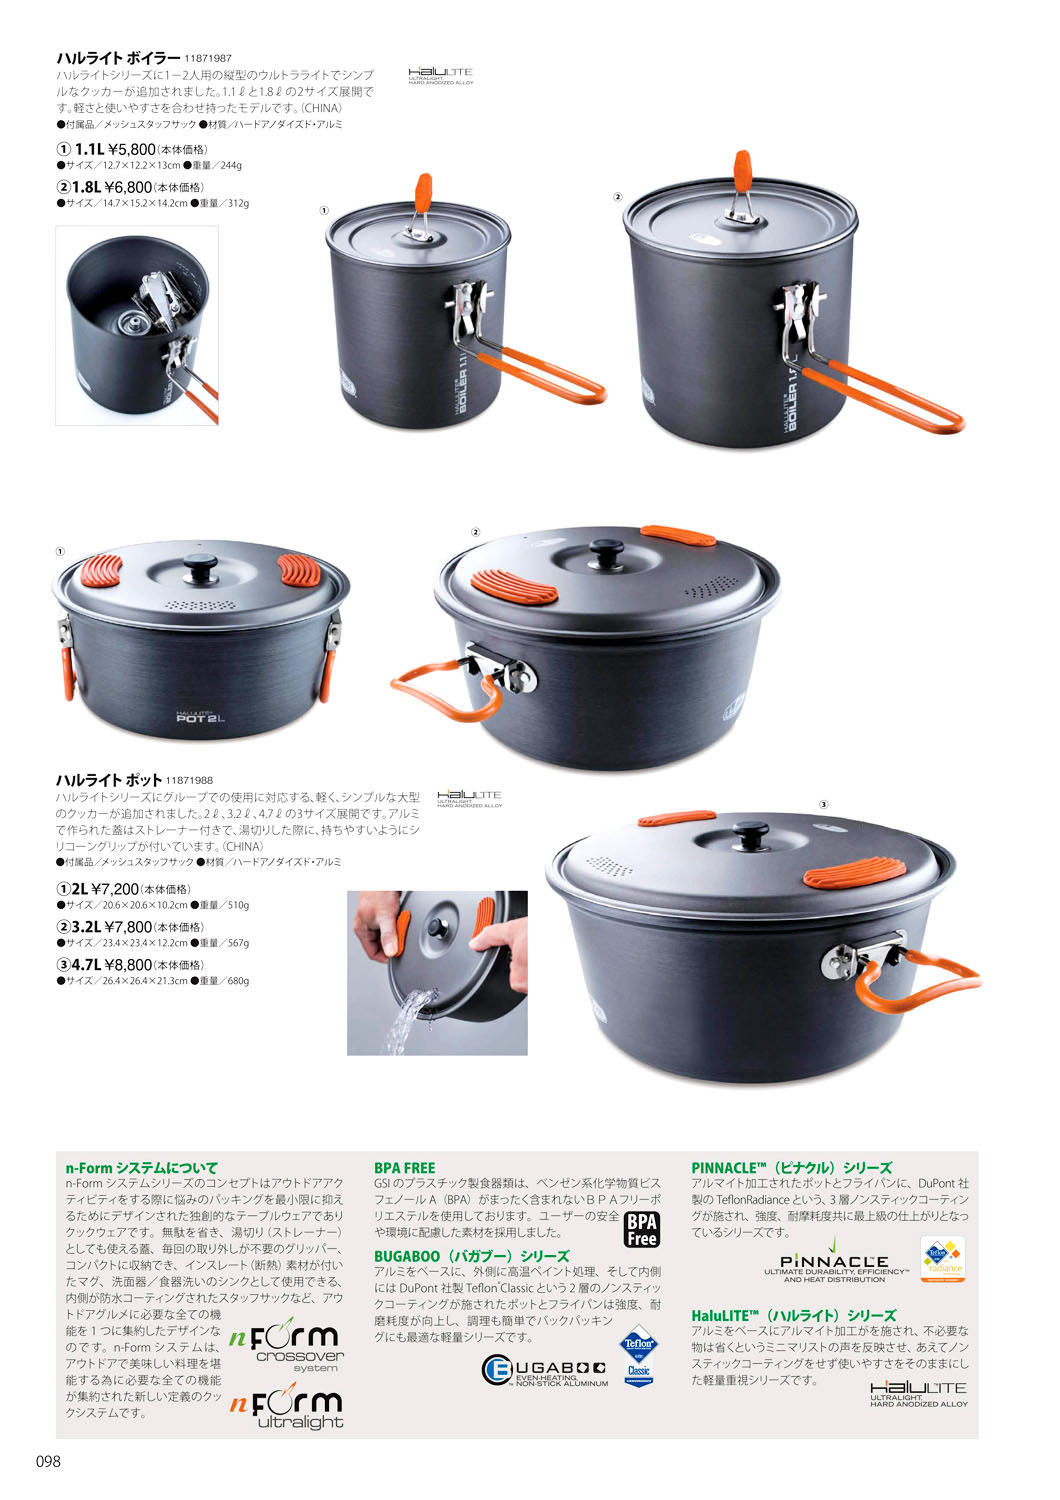 ハルライト ボイラー 11871987
ハルライトシリーズに1−2人用の縦型のウルトラライトでシンプ
ルなクッカーが追加されました。1.1ℓと1.8ℓの2サイズ展開で
す。軽さと使いやすさを合わせ持ったモデルです。(CHINA)
●付属品／メッシュスタッフサック ●材質／ハードアノダイズド・アルミ
① 1.1L ¥5,800(本体価格)
●サイズ／12.7×12.2×13cm ●重量／244g
②1.8L ¥6,800(本体価格)
●サイズ／14.7×15.2×14.2cm ●重量／312g
HaluLITE
ULTRALIGHT,
HARD ANODIZED ALLOY
①
②
HALULITE
BOILER 1.1
HALULITE
BOILER 1.8L
①
②
HALULITE
POT 2L
ハルライト ポット 11871988
ハルライトシリーズにグループでの使用に対応する、軽く、シンプルな大型
のクッカーが追加されました。2ℓ、3.2ℓ、4.7ℓの3サイズ展開です。アルミ
で作られた蓋はストレーナー付きで、湯切りした際に、持ちやすいようにシ
リコーングリップが付いています。(CHINA)
●付属品／メッシュスタッフサック ●材質／ハードアノダイズド・アルミ
①2L ¥7,200(本体価格)
●サイズ／20.6×20.6×10.2cm ●重量／510g
②3.2L ¥7,800(本体価格)
●サイズ／23.4×23.4×12.2cm ●重量／567g
③4.7L ¥8,800(本体価格)
●サイズ／26.4×26.4×21.3cm ●重量／680g
HaluLITE
ULTRALIGHT,
HARD ANODIZED ALLOY
③
n-Form システムについて
n-Form システムシリーズのコンセプトはアウトドアアク
ティビティをする際に悩みのパッキングを最小限に抑え
るためにデザインされた独創的なテーブルウェアであり
クックウェアです。無駄を省き、湯切り（ストレーナー）
としても使える蓋、毎回の取り外しが不要のグリッパー、
コンパクトに収納でき、インスレート（断熱）素材が付い
たマグ、洗面器／食器洗いのシンクとして使用できる、
内側が防水コーティングされたスタッフサックなど、アウ
トドアグルメに必要な全ての機
能を 1 つに集約したデザインな
のです。n-Form システムは、
アウトドアで美味しい料理を堪
能する為に必要な全ての機能
が集約された新しい定義のクッ
クシステムです。
nFORM
crossover
system
nFORM
ultralight
BPA FREE
GSI のプラスチック製食器類は、ベンゼン系化学物質ビス
フェノール A（BPA）がまったく含まれないＢＰＡフリーポ
リエステルを使用しております。ユーザーの安全
や環境に配慮した素材を採用しました。
BPA
Free
BUGABOO（バガブー）シリーズ
アルミをベースに、外側に高温ペイント処理、そして内側
には DuPont 社製 Teflon®Classic という 2 層のノンスティッ
クコーティングが施されたポットとフライパンは強度、耐
磨耗度が向上し、調理も簡単でバックパッキン
グにも最適な軽量シリーズです。
BUGABOO
EVEN-HEATING,
NON-STICK ALUMINUM
Teflon
Classic
PINNACLE™（ピナクル）シリーズ
アルマイト加工されたポットとフライパンに、DuPont 社
製の TeflonRadiance という、3 層ノンスティックコーティン
グが施され、強度、耐摩耗度共に最上級の仕上がりとなっ
ているシリーズです。
PINNACLE™
ULTIMATE DURABILITY, EFFICIENCY™
AND HEAT DISTRIBUTION
Teflon
radiance
HaluLITE™（ハルライト）シリーズ
アルミをベースにアルマイト加工がを施され、不必要な
物は省くというミニマリストの声を反映させ、あえてノン
スティックコーティングをせず使いやすさをそのままにし
た軽量重視シリーズです。
HaluLITE
ULTRALIGHT,
HARD ANODIZED ALLOY
098